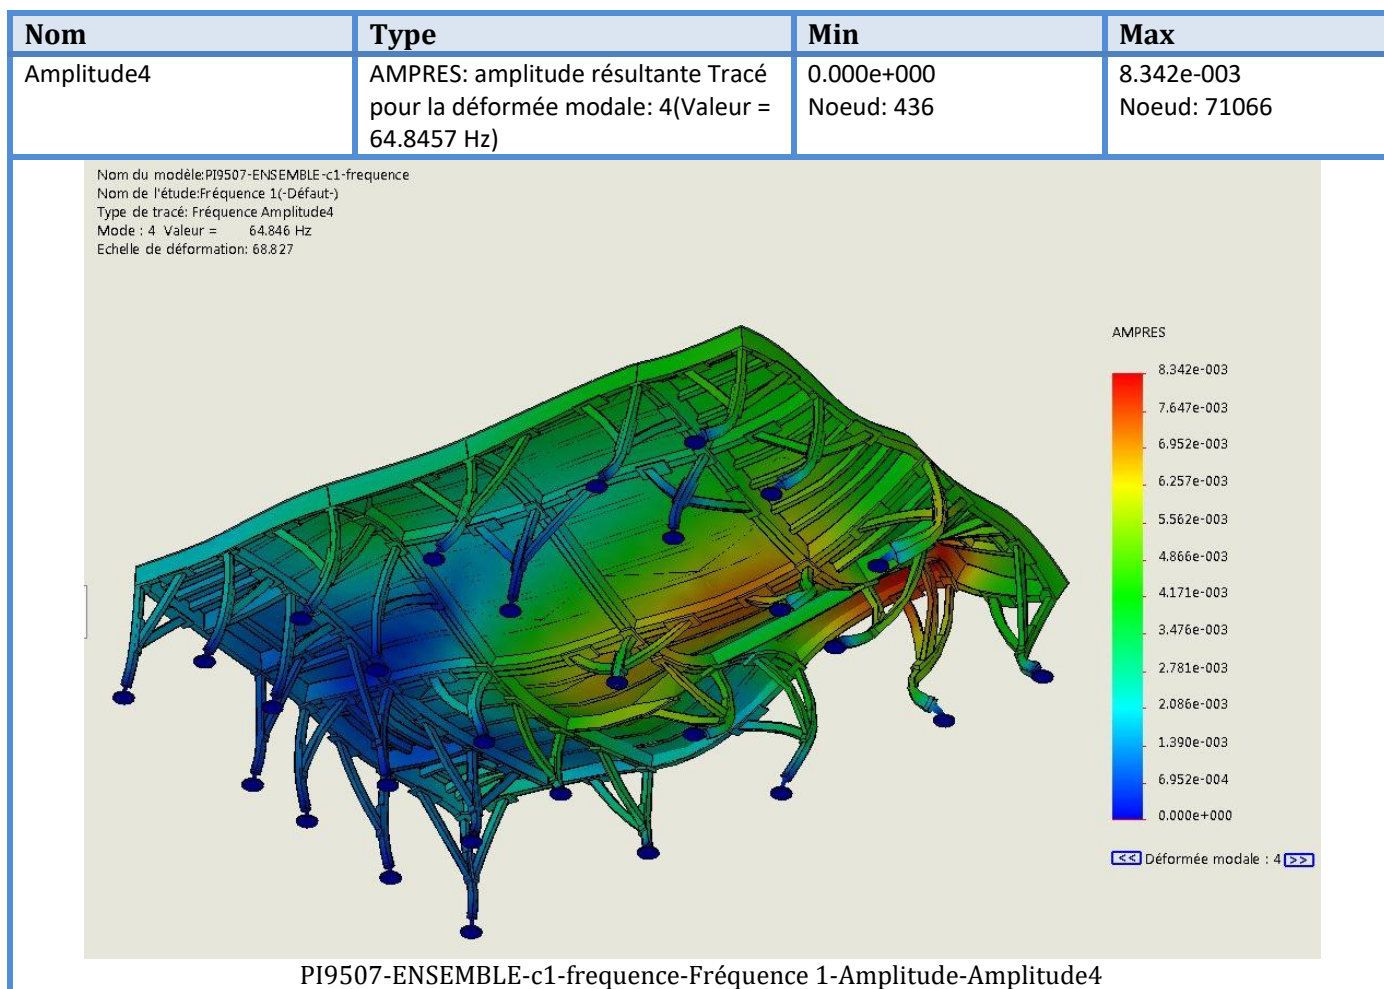 Nom Type Min Max
Amplitude4 AMPRES: amplitude résultante Tracé 0.000e+000 8.342e-003
pour la déformée modale: 4(Valeur = Noeud: 436 Noeud: 71066
64.8457 Hz)
Nom du modèle:PI9507-ENSEMBLE-c1-frequence
Nom de l'étude:Fréquence 1(-Défaut-)
Type de tracé: Fréquence Amplitude4
Mode : 4 Valeur = 64.846 Hz
Echelle de déformation: 68.827
AMPRES
8.342e-003
7.647e-003
6.952e-003
6.257e-003
5.562e-003
4.866e-003
4.171e-003
3.476e-003
2.781e-003
2.086e-003
1.390e-003
6.952e-004
0.000e+000
<< Déformée modale : 4 >>
PI9507-ENSEMBLE-c1-frequence-Fréquence 1-Amplitude-Amplitude4